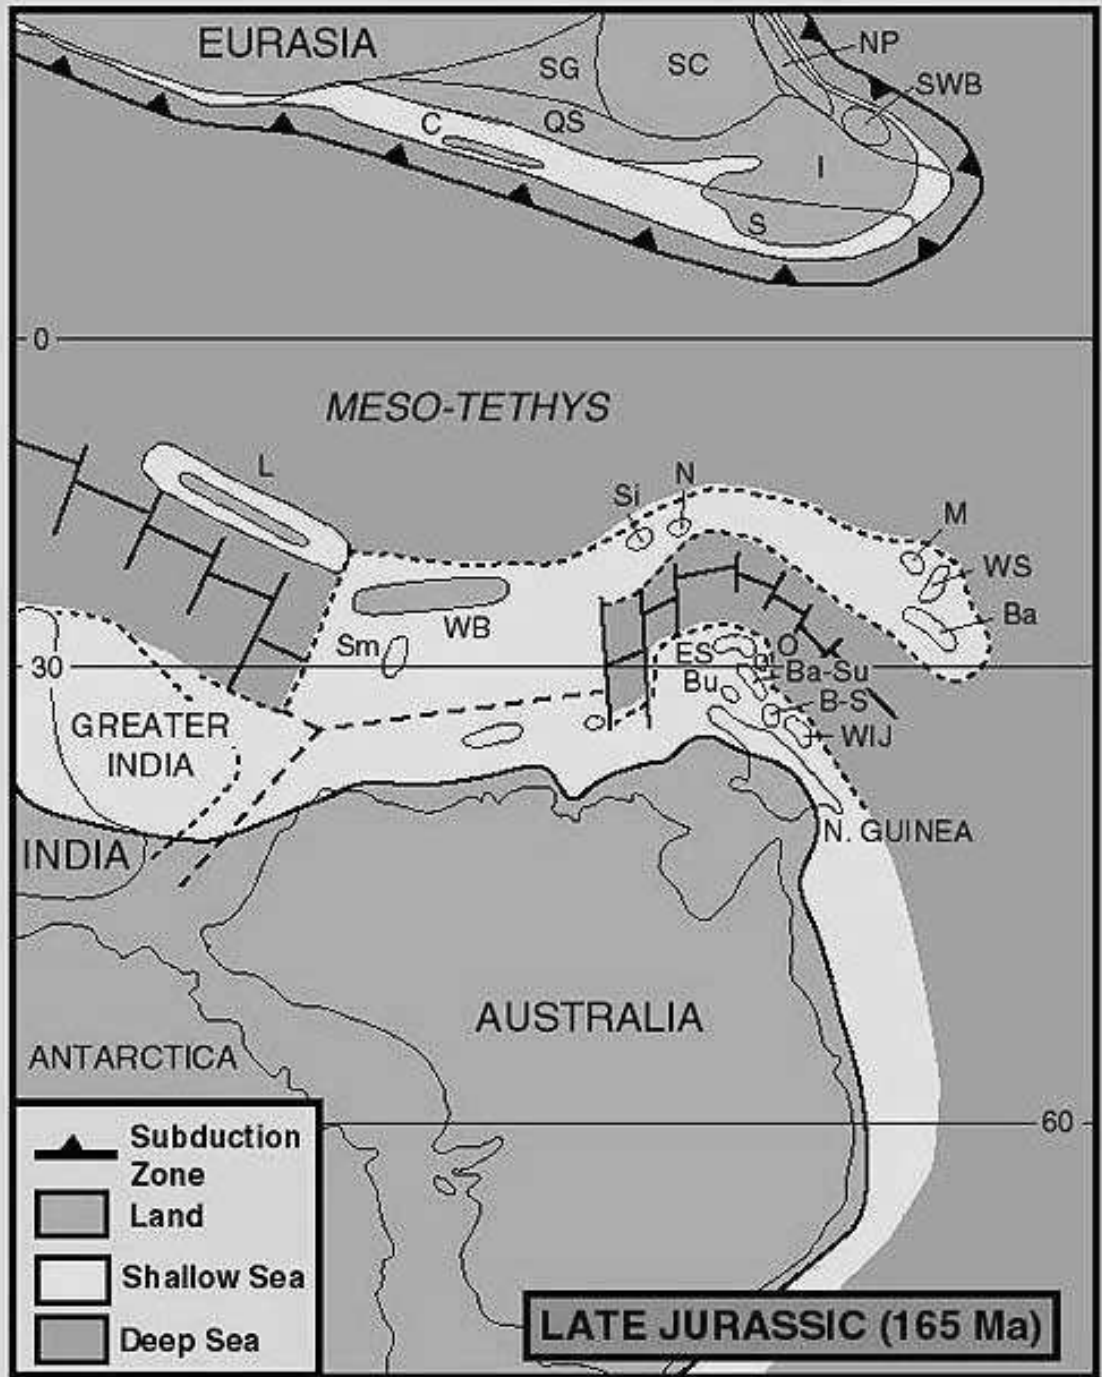 EURASIA
NP
SG
SC
SWB
C
QS
I
S
0
MESO-TETHYS
L
Si
N
M
WS
Ba
WB
Sm
30
ES
O
Ba-Su
Bu
B-S
WIJ
GREATER
INDIA
INDIA
N. GUINEA
AUSTRALIA
ANTARCTICA
60
Subduction
Zone
Land
Shallow Sea
Deep Sea
LATE JURASSIC (165 Ma)